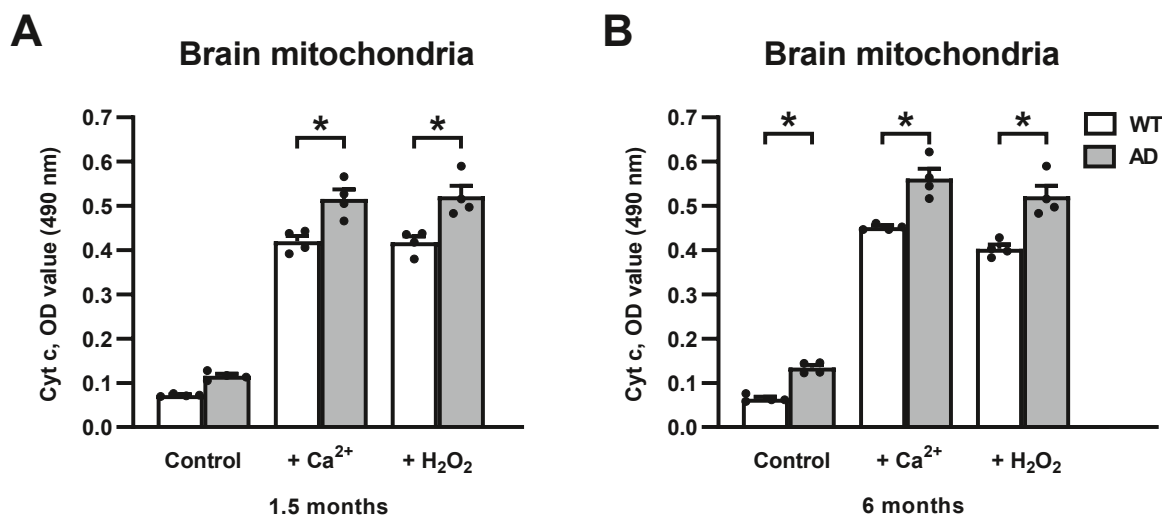 A
Brain mitochondria
Cyt c, OD value (490 nm)
0.7
0.6
0.5
0.4
0.3
0.2
0.1
0.0
* *
Control + Ca²⁺ + H₂O₂
1.5 months
B
Brain mitochondria
Cyt c, OD value (490 nm)
0.7
0.6
0.5
0.4
0.3
0.2
0.1
0.0
* * *
Control + Ca²⁺ + H₂O₂
6 months
WT
AD